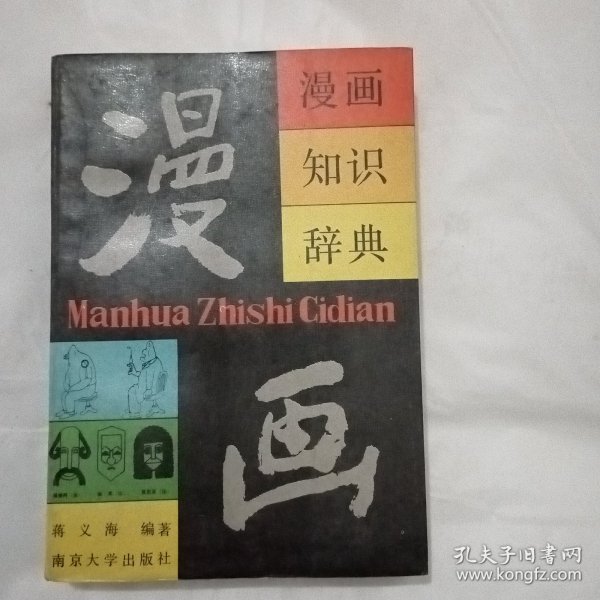 漫画
漫画
知识
辞典
Manhua Zhishi Cidian
蒋义海 编著
南京大学出版社
孔夫子旧书网
www.kongfz.com